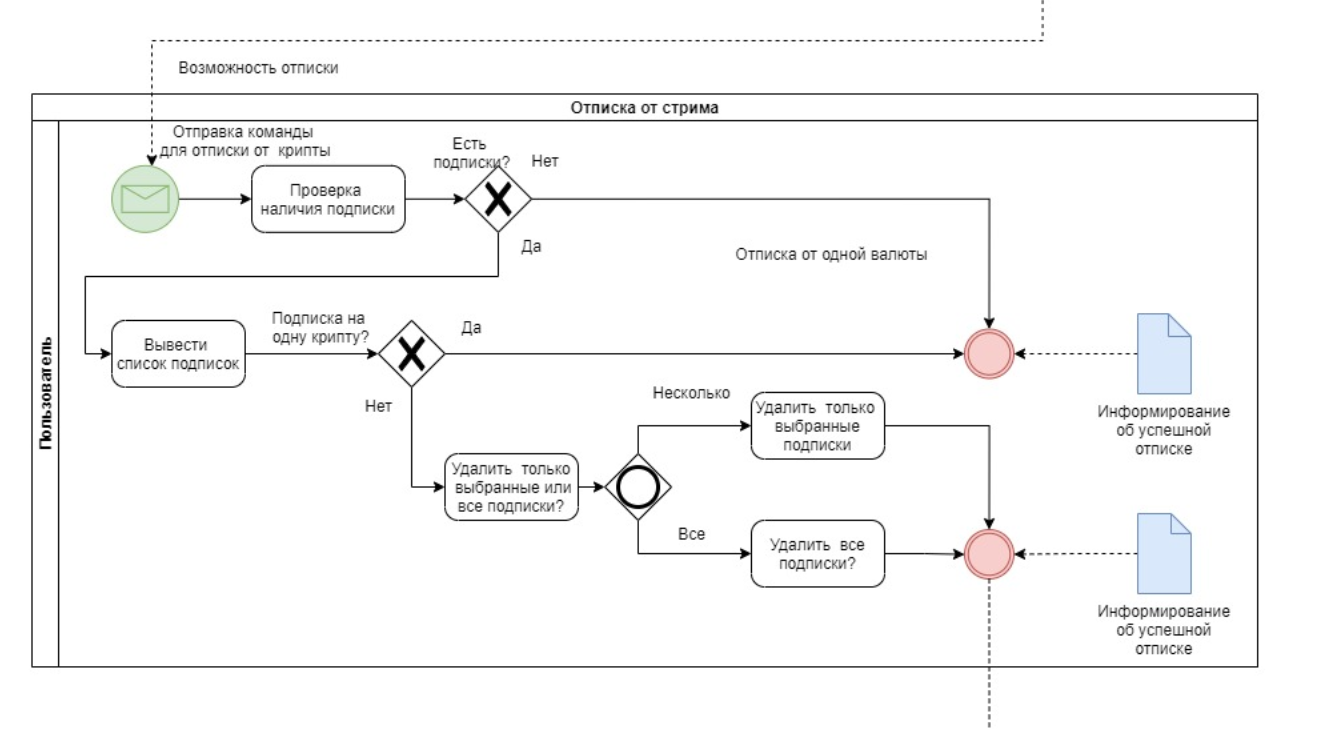 Возможность отписки
Отписка от стрима
Пользователь
Отправка команды
для отписки от крипты
Проверка
наличия подписки
Есть
подписки?
Нет
Да
Отписка от одной валюты
Вывести
список подписок
Подписка на
одну крипту?
Да
Нет
Информирование
об успешной
отписке
Несколько
Удалить только
выбранные
подписки
Удалить только
выбранные или
все подписки?
Все
Удалить все
подписки?
Информирование
об успешной
отписке